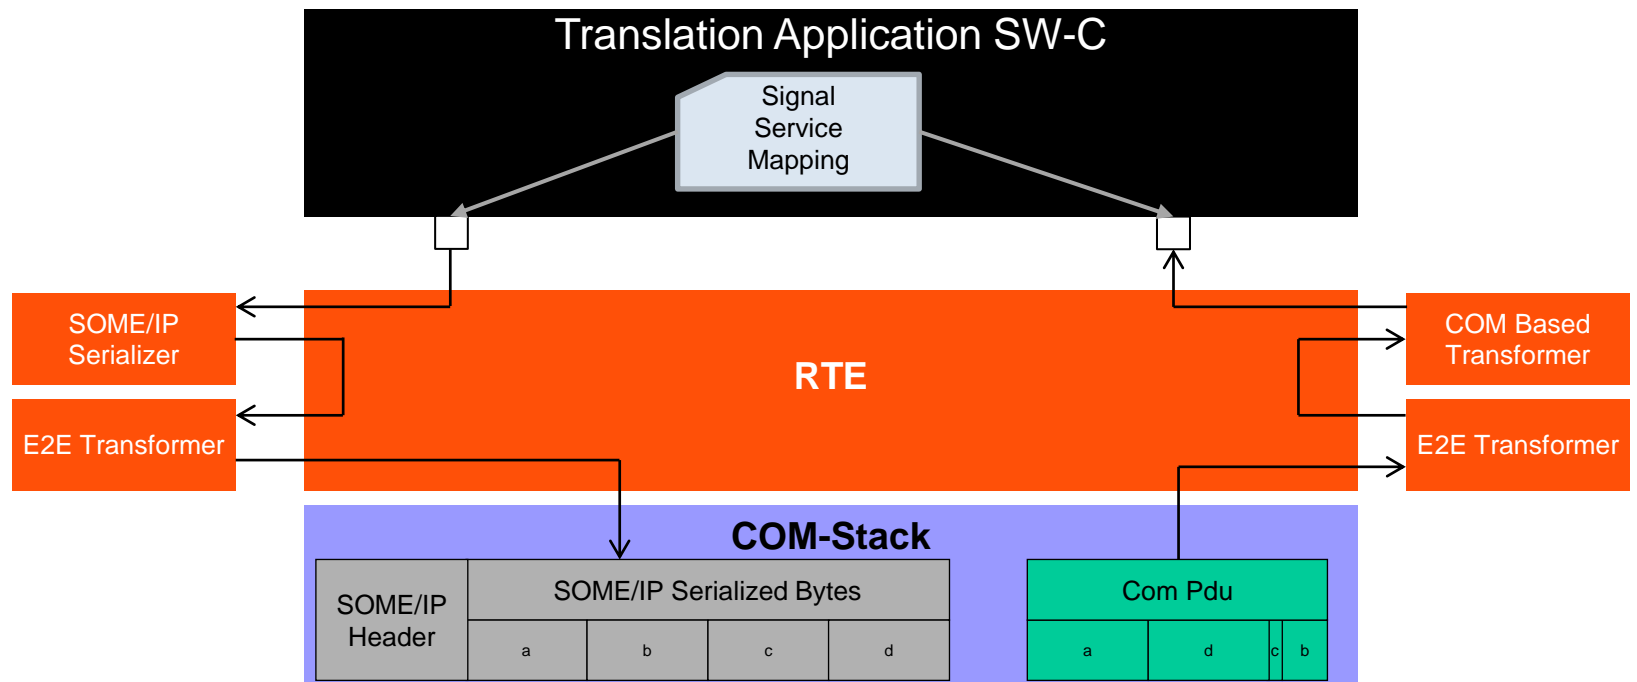 Translation Application SW-C
Signal
Service
Mapping
SOME/IP
Serializer
E2E Transformer
RTE
COM Based
Transformer
E2E Transformer
COM-Stack
SOME/IP
Header
SOME/IP Serialized Bytes
a b c d
Com Pdu
a d c b